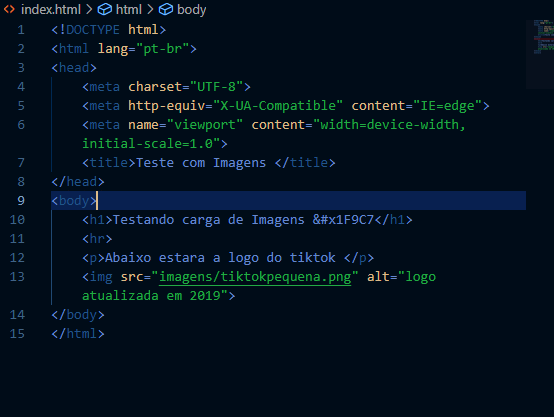 index.html > html > body
1 <!DOCTYPE html>
2 <html lang="pt-br">
3 <head>
4 <meta charset="UTF-8">
5 <meta http-equiv="X-UA-Compatible" content="IE=edge">
6 <meta name="viewport" content="width=device-width,
initial-scale=1.0">
7 <title>Teste com Imagens </title>
8 </head>
9 <body>
10 <h1>Testando carga de Imagens &#x1F9C7</h1>
11 <hr>
12 <p>Abaixo estara a logo do tiktok </p>
13 <img src="imagens/tiktokpequena.png" alt="logo
atualizada em 2019">
14 </body>
15 </html>